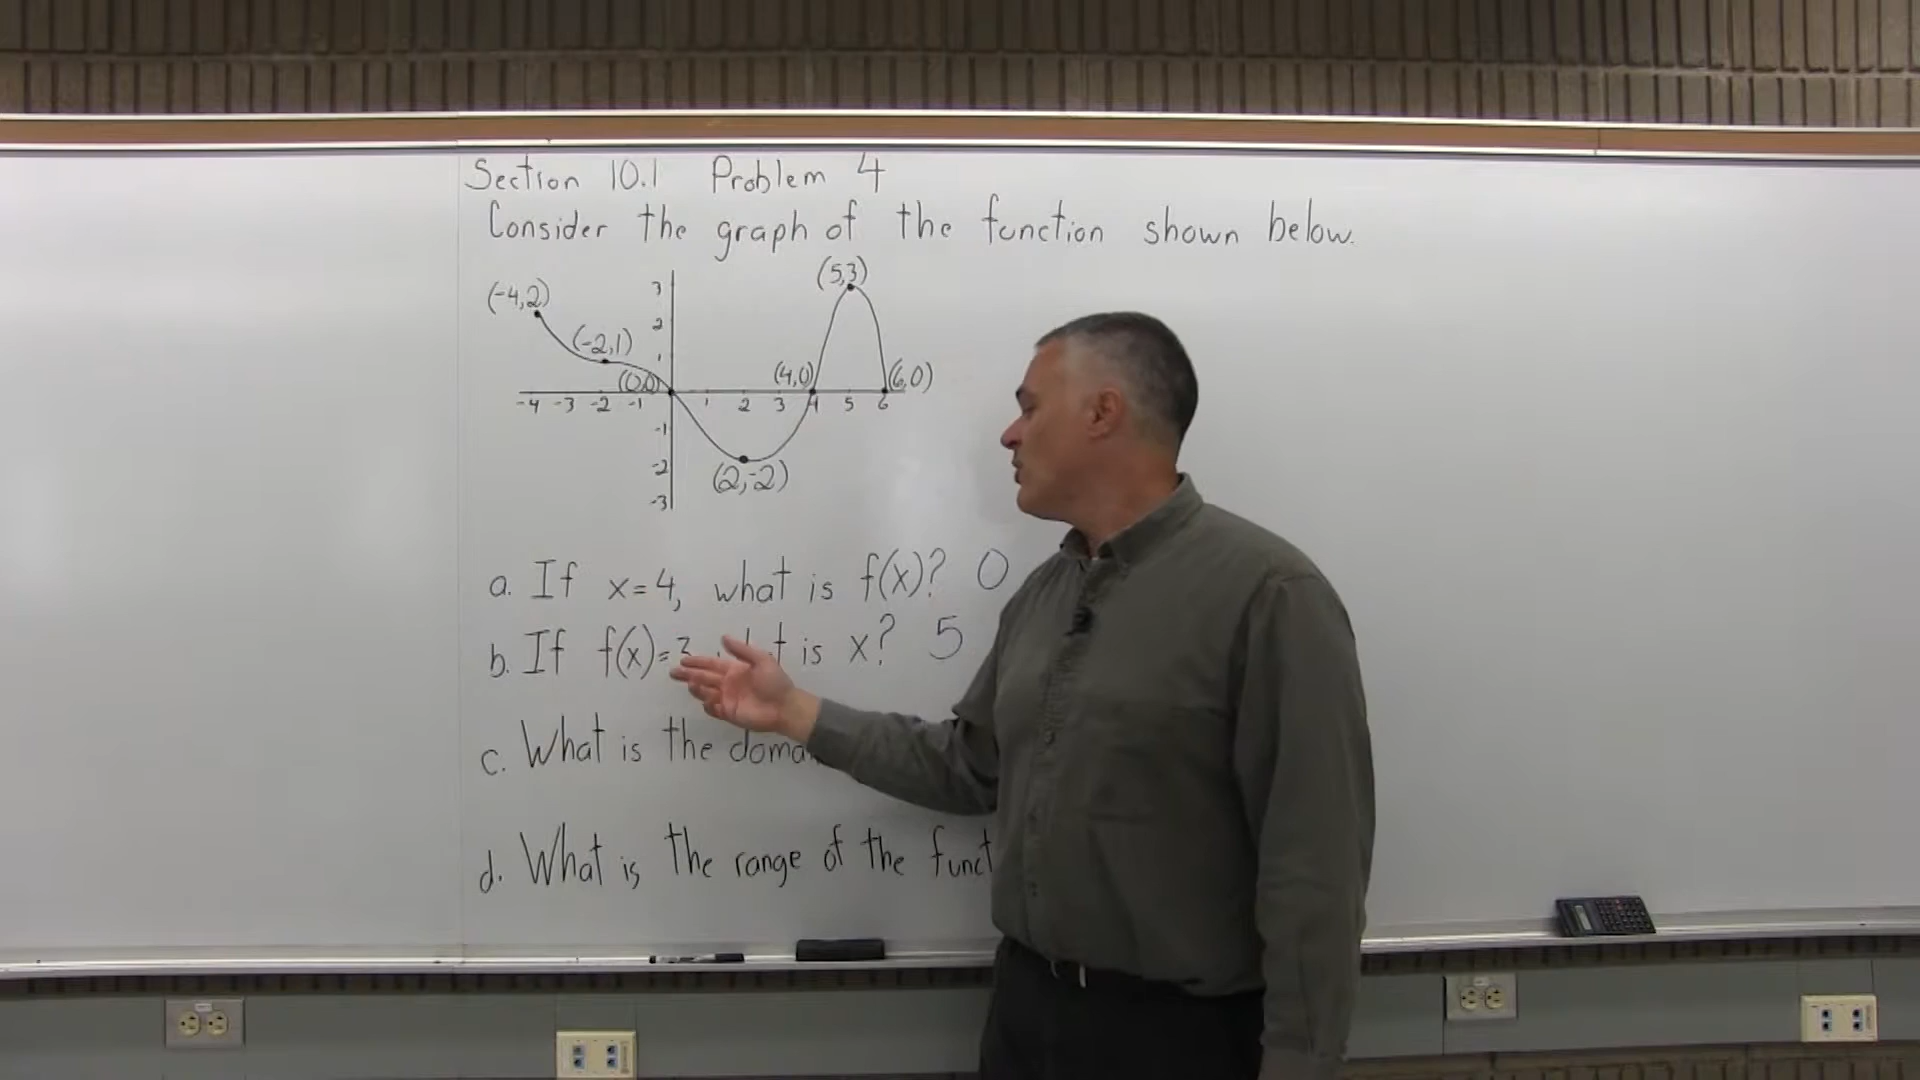 Section 10.1 Problem 4
Consider the graph of the function shown below.
(5,3)
(-4,2)
3
2
(-2,1)
1
(0,0)
(4,0)
(6,0)
-4 -3 -2 -1 1 2 3 4 5 6
-1
-2
(2,-2)
-3
a. If x=4, what is f(x)? 0
b. If f(x)=3 is x? 5
c. What is the
d. What is the range of the